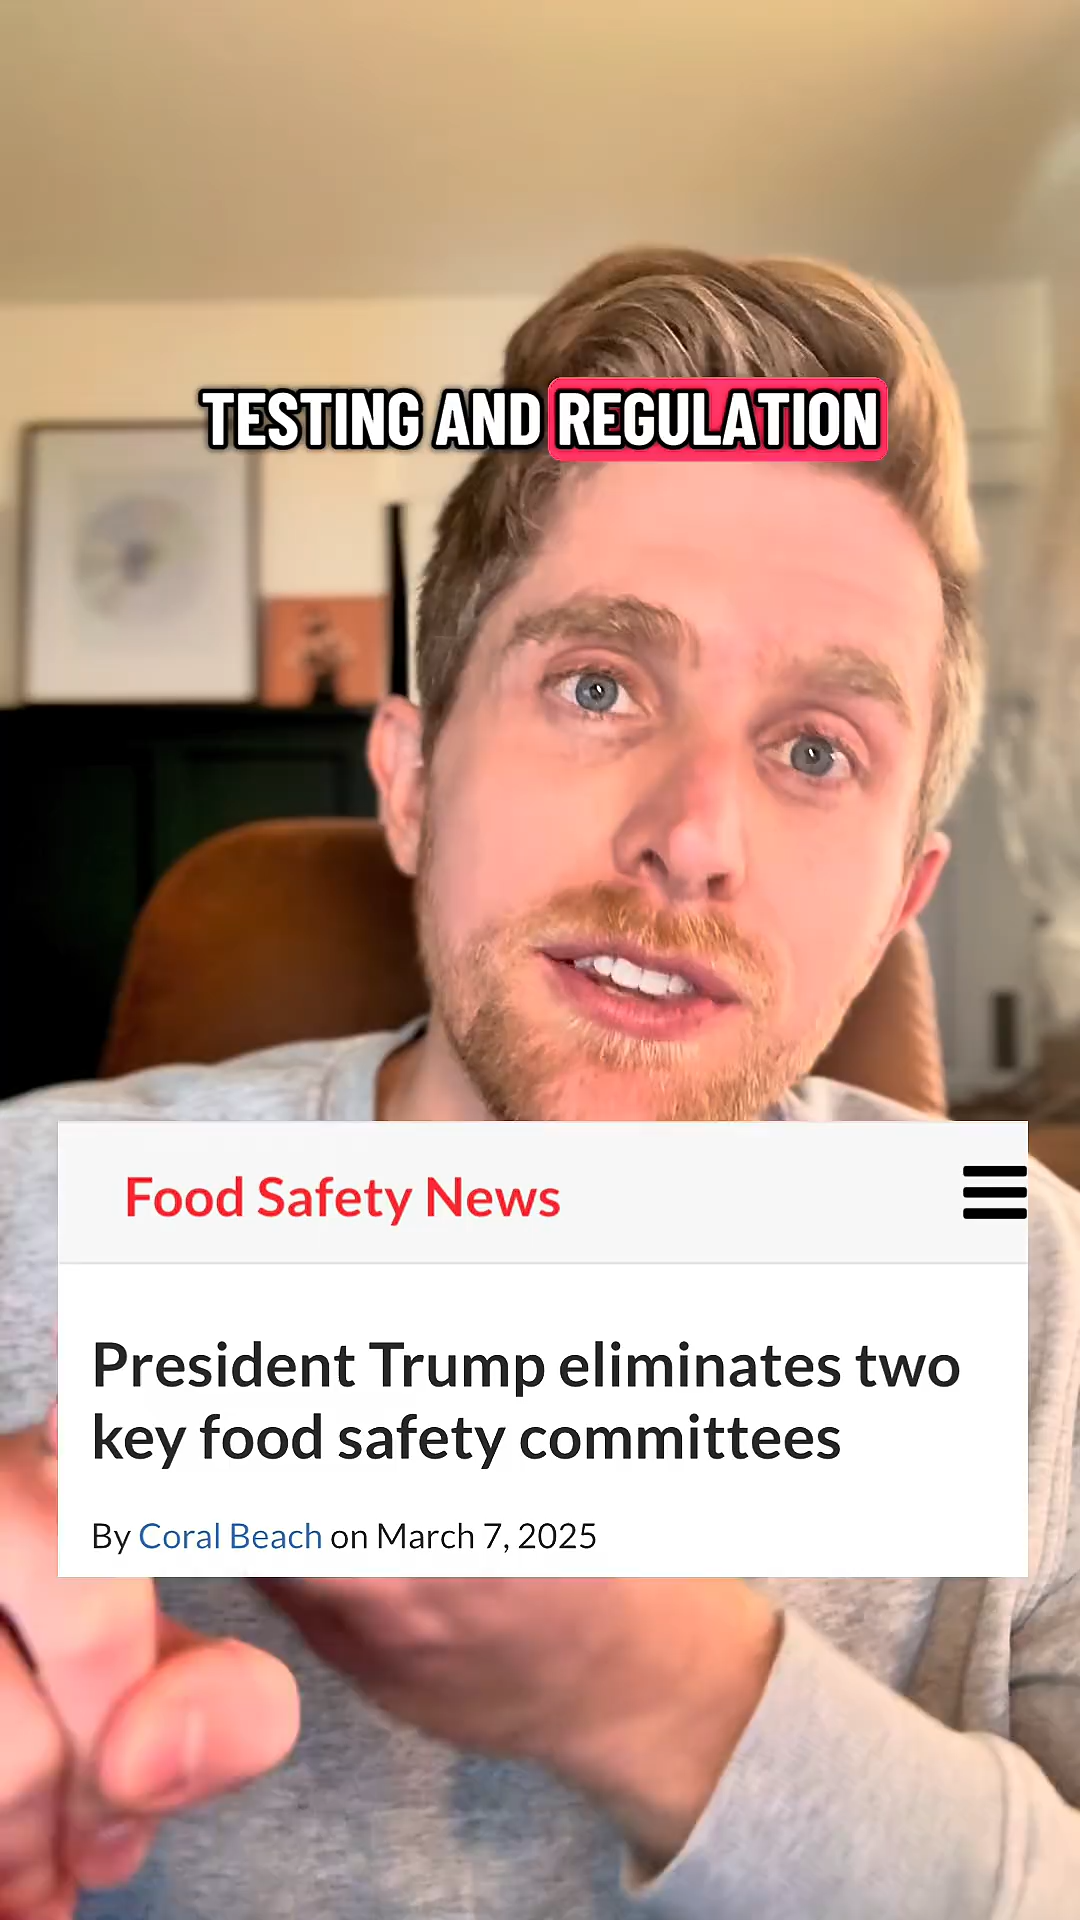 TESTING AND REGULATION
Food Safety News
President Trump eliminates two
key food safety committees
By Coral Beach on March 7, 2025